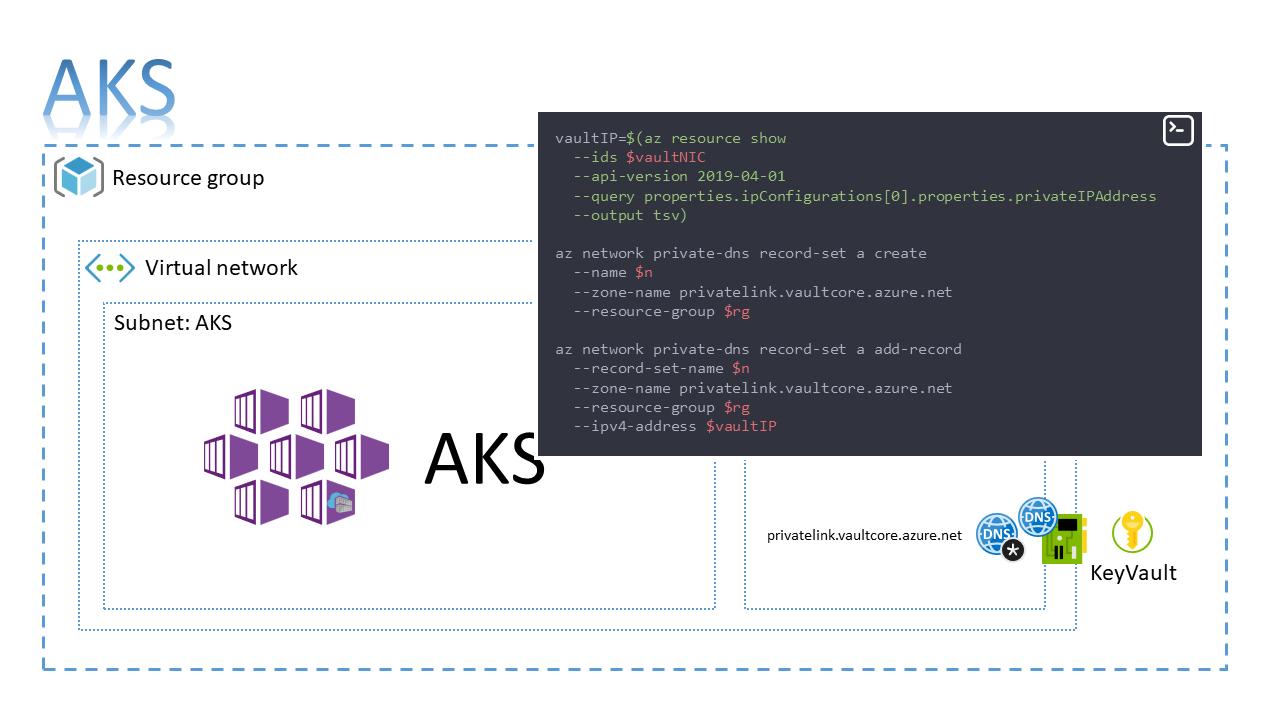 AKS
Resource group
Virtual network
Subnet: AKS
AKS
vaultIP=$(az resource show
--ids $vaultNIC
--api-version 2019-04-01
--query properties.ipConfigurations[0].properties.privateIPAddress
--output tsv)
az network private-dns record-set a create
--name $n
--zone-name privatelink.vaultcore.azure.net
--resource-group $rg
az network private-dns record-set a add-record
--record-set-name $n
--zone-name privatelink.vaultcore.azure.net
--resource-group $rg
--ipv4-address $vaultIP
privatelink.vaultcore.azure.net
DNS
DNS
KeyVault